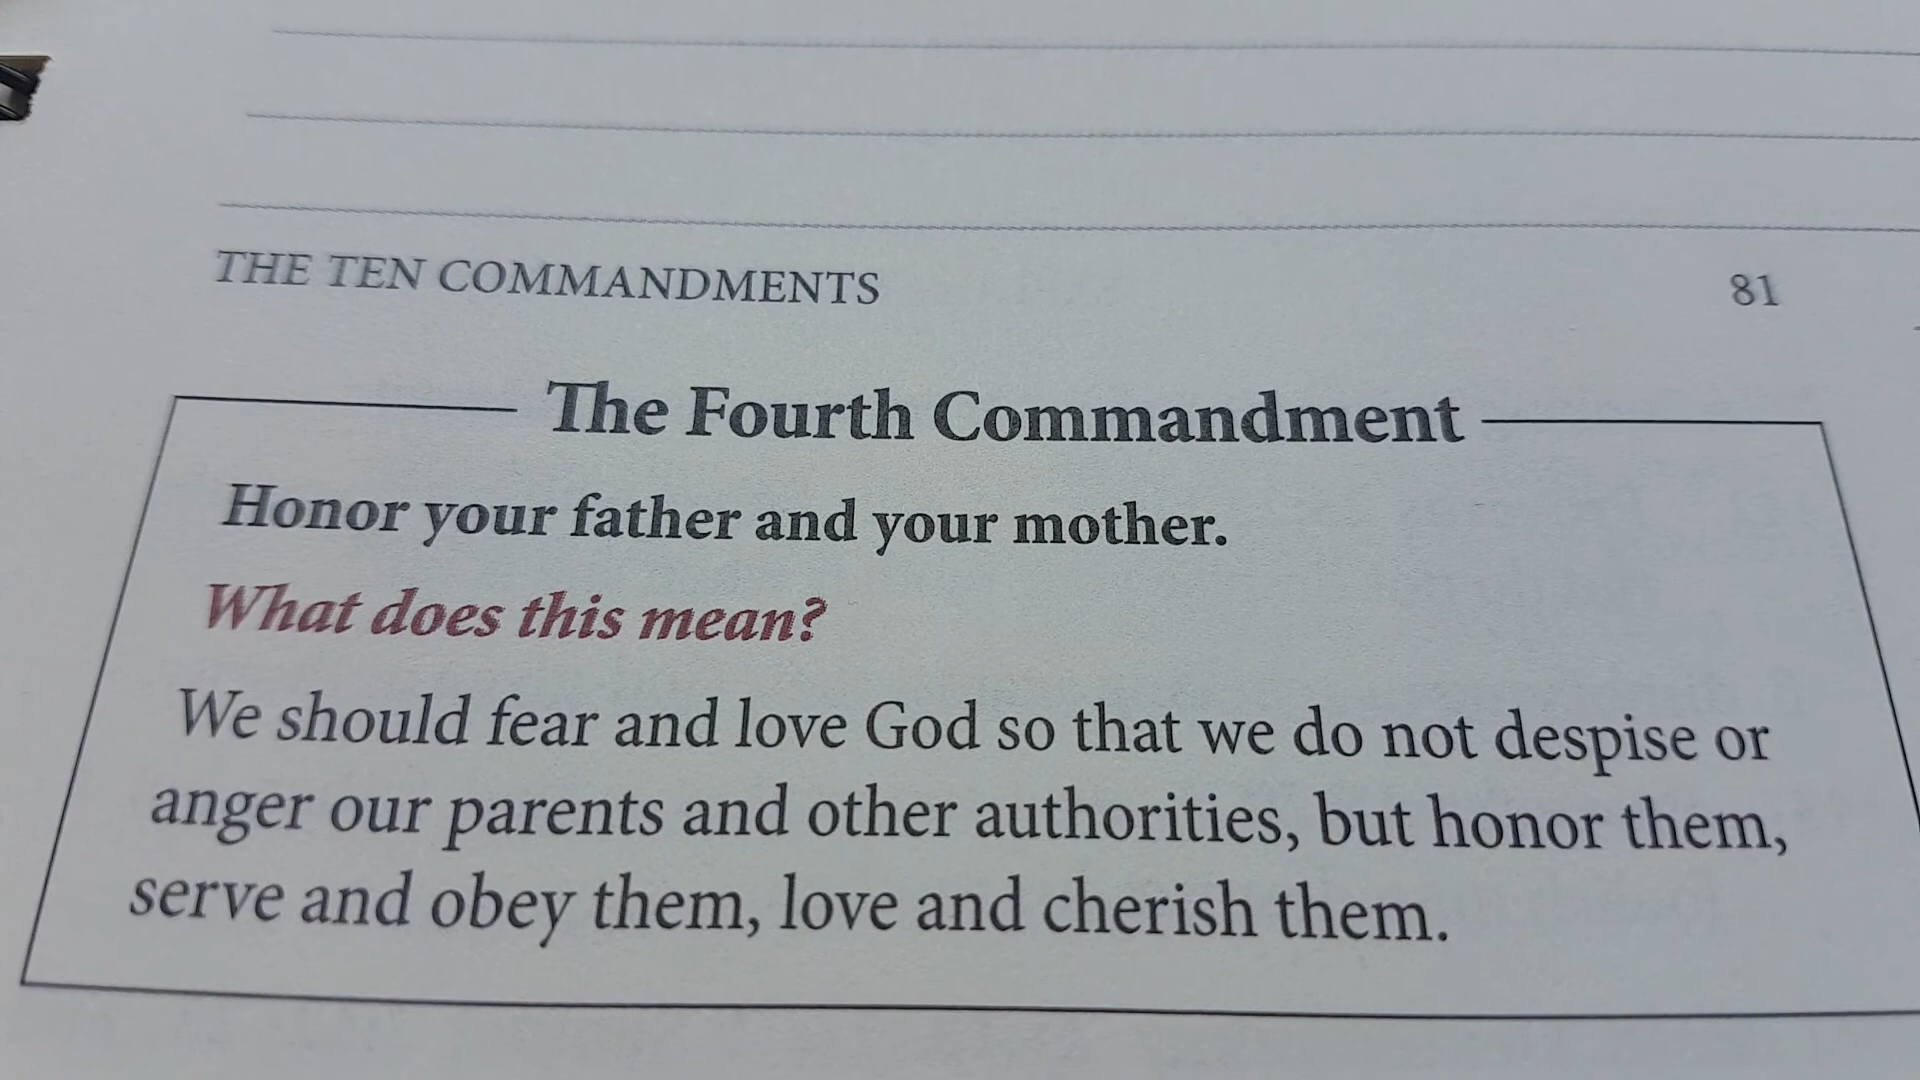 THE TEN COMMANDMENTS 81
The Fourth Commandment
Honor your father and your mother.
What does this mean?
We should fear and love God so that we do not despise or
anger our parents and other authorities, but honor them,
serve and obey them, love and cherish them.